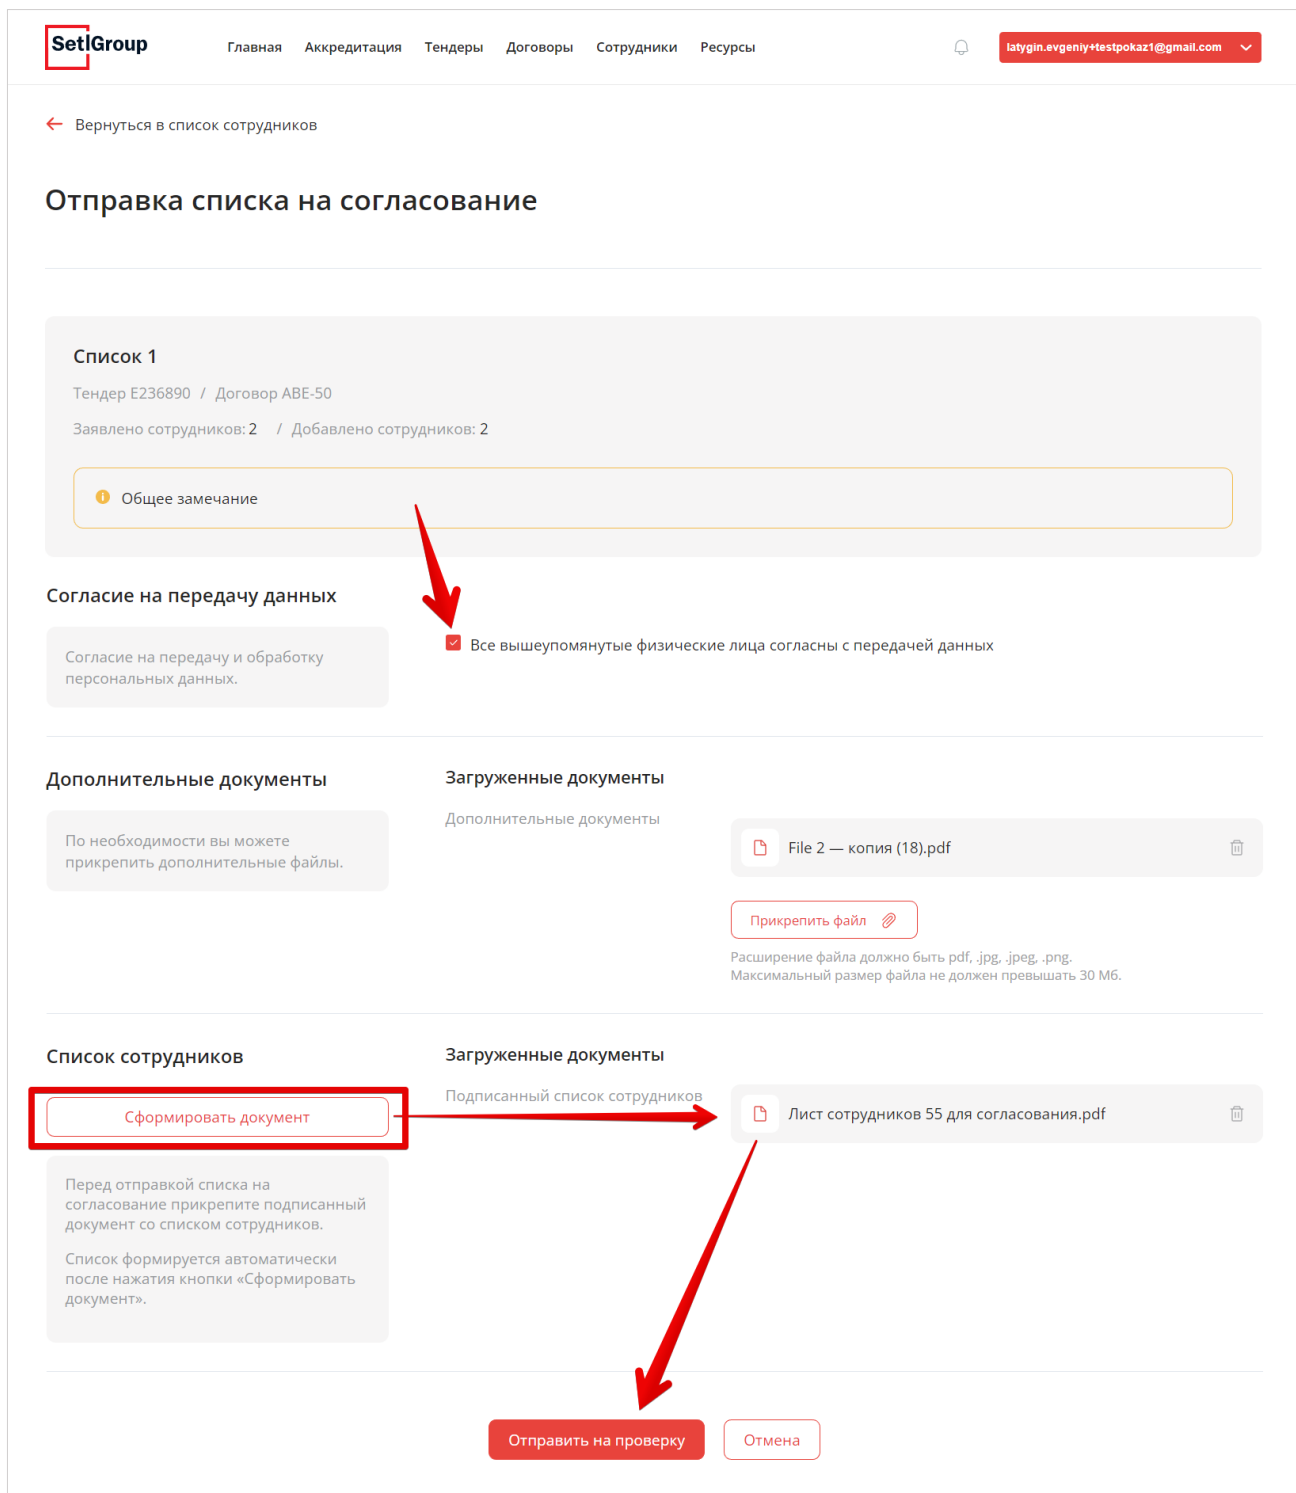 Setl Group
Главная Аккредитация Тендеры Договоры Сотрудники Ресурсы
latygin.evgeniy+testpokaz1@gmail.com
Вернуться в список сотрудников
Отправка списка на согласование
Список 1
Тендер Е236890 / Договор АВЕ-50
Заявлено сотрудников: 2 / Добавлено сотрудников: 2
Общее замечание
Согласие на передачу данных
Согласие на передачу и обработку
персональных данных.
Все вышеупомянутые физические лица согласны с передачей данных
Дополнительные документы
По необходимости вы можете
прикрепить дополнительные файлы.
Загруженные документы
Дополнительные документы
File 2 — копия (18).pdf
Прикрепить файл
Расширение файла должно быть pdf, .jpg, .jpeg, .png.
Максимальный размер файла не должен превышать 30 Мб.
Список сотрудников
Сформировать документ
Перед отправкой списка на
согласование прикрепите подписанный
документ со списком сотрудников.
Список формируется автоматически
после нажатия кнопки «Сформировать
документ».
Загруженные документы
Подписанный список сотрудников
Лист сотрудников 55 для согласования.pdf
Отправить на проверку
Отмена